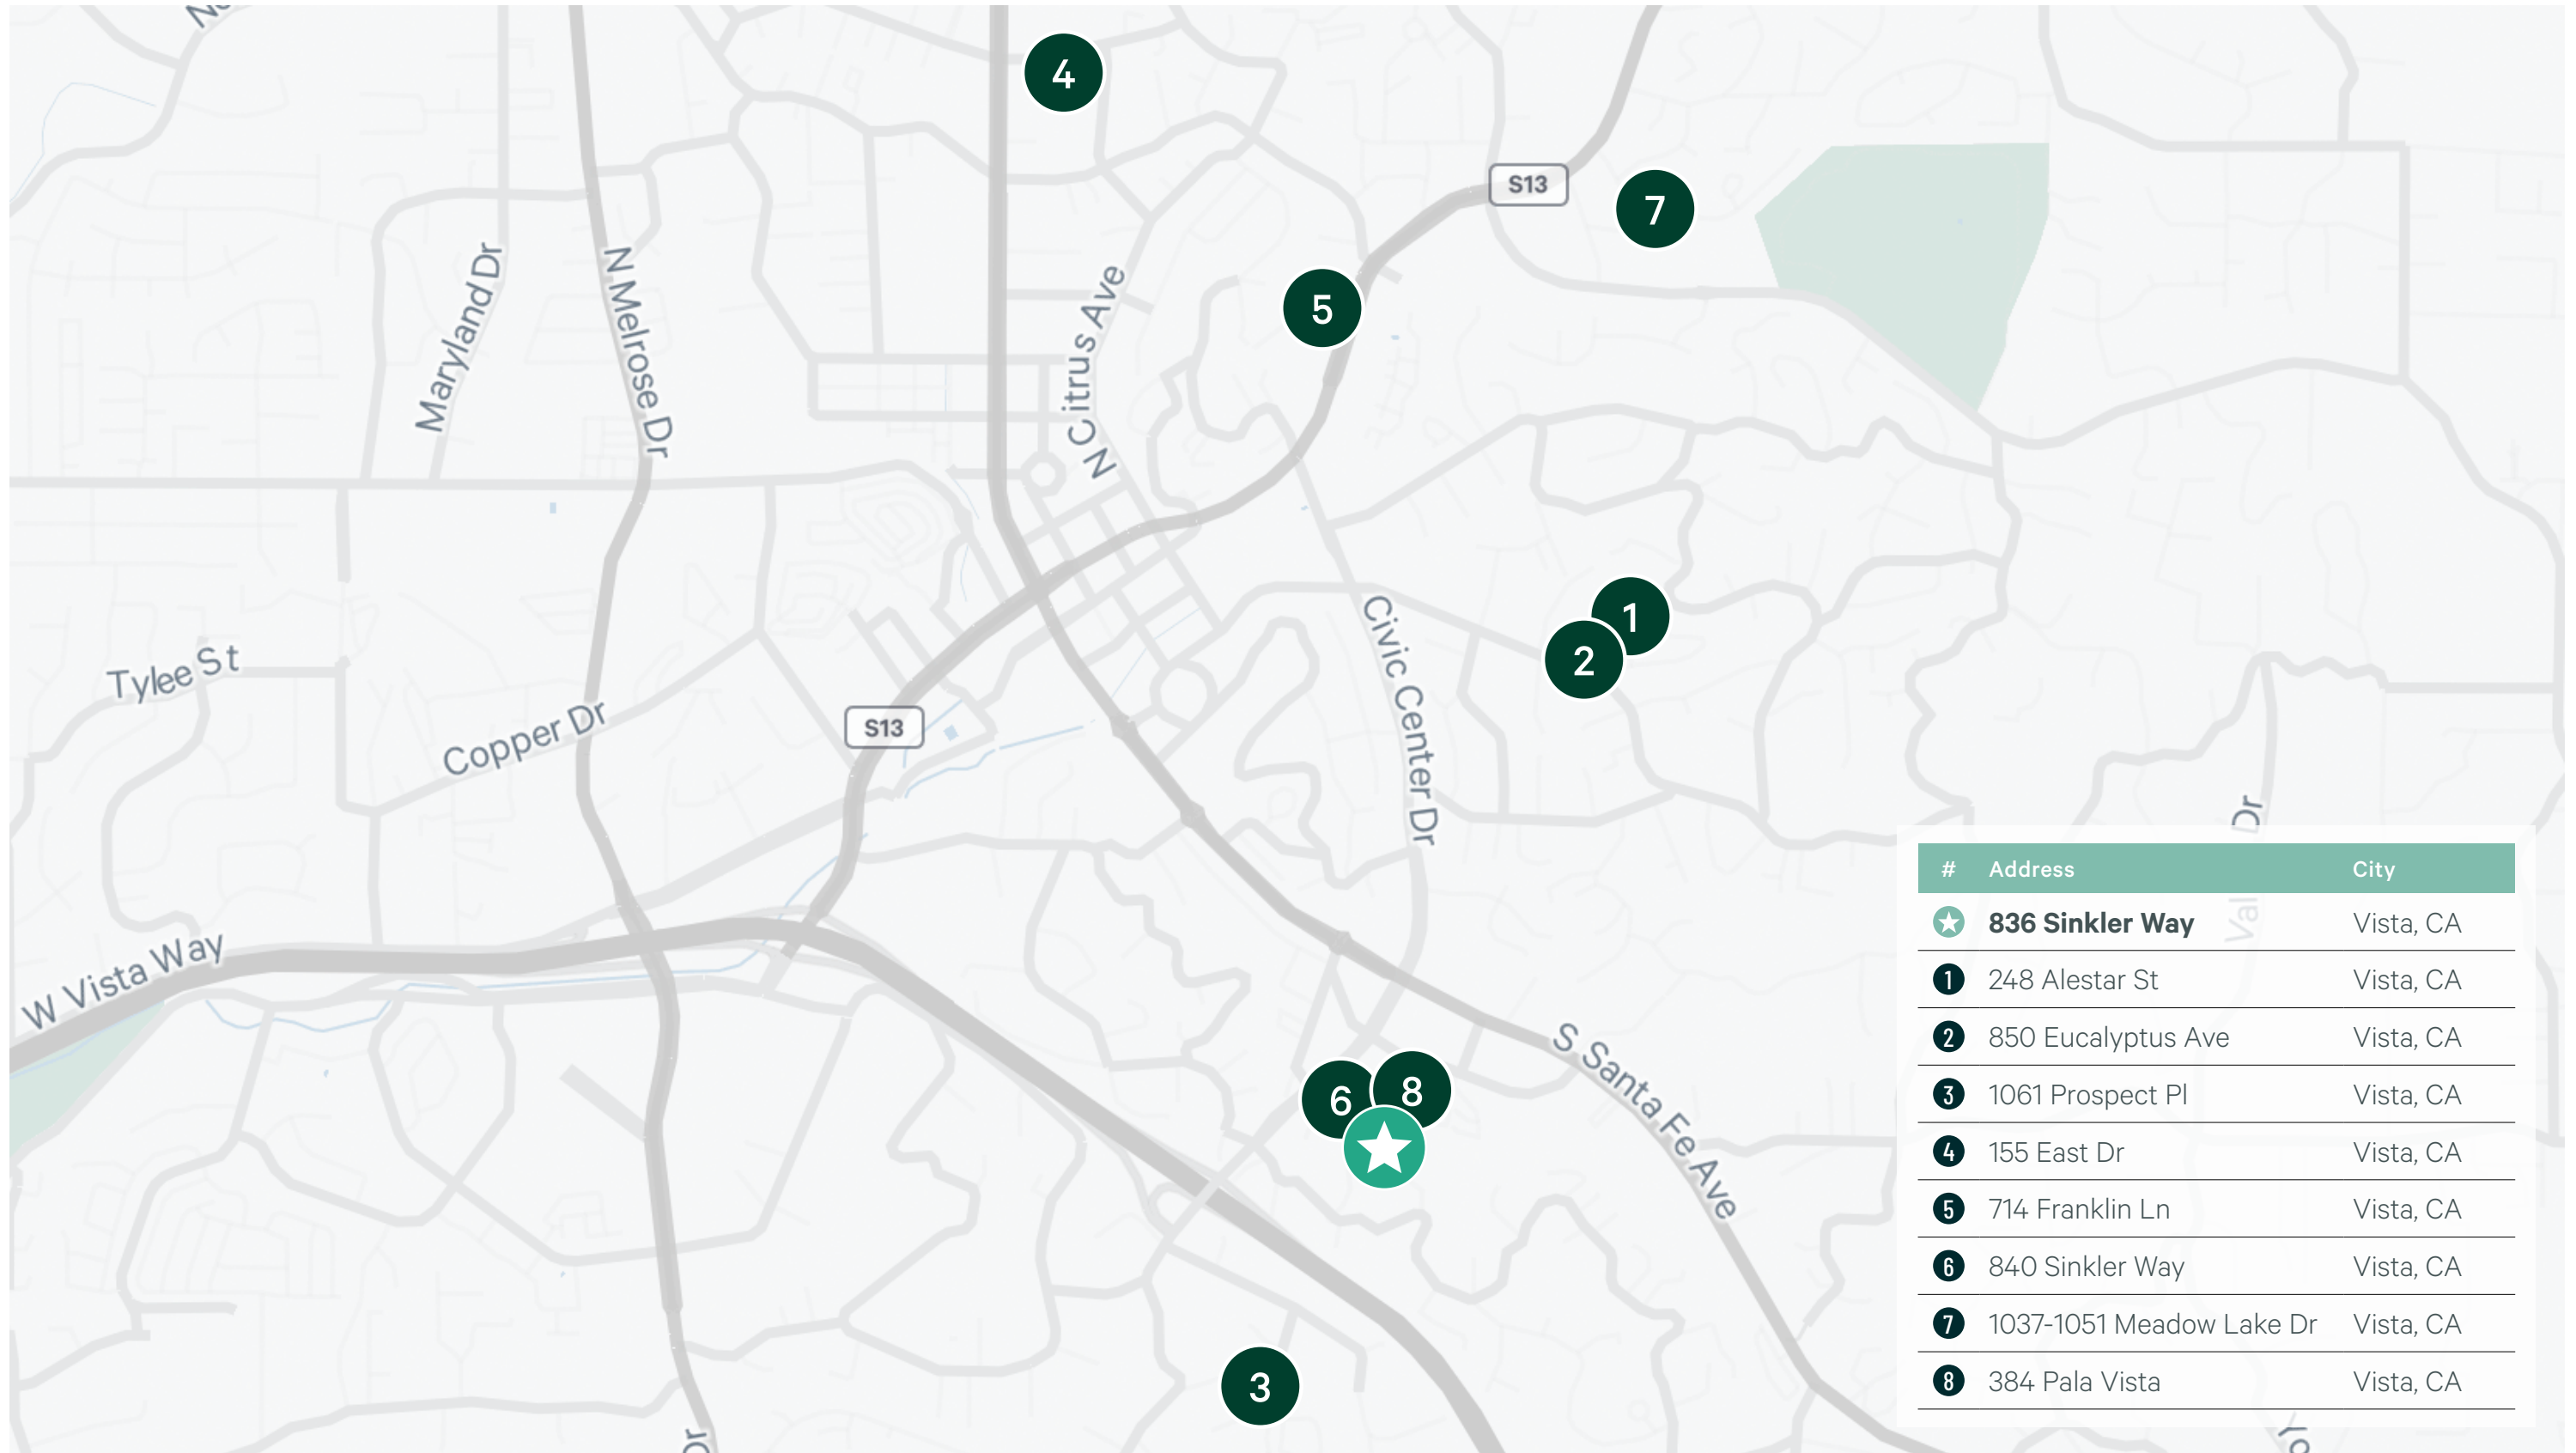 4
S13
7
N Citrus Ave
Maryland Dr
N Melrose Dr
5
1
2
Civic Center Dr
Tylee St
Copper Dr
S13
W Vista Way
S Santa Fe Ave
6
8
3
Dr
# Address City
836 Sinkler Way Vista, CA
1 248 Alestar St Vista, CA
2 850 Eucalyptus Ave Vista, CA
3 1061 Prospect Pl Vista, CA
4 155 East Dr Vista, CA
5 714 Franklin Ln Vista, CA
6 840 Sinkler Way Vista, CA
7 1037-1051 Meadow Lake Dr Vista, CA
8 384 Pala Vista Vista, CA